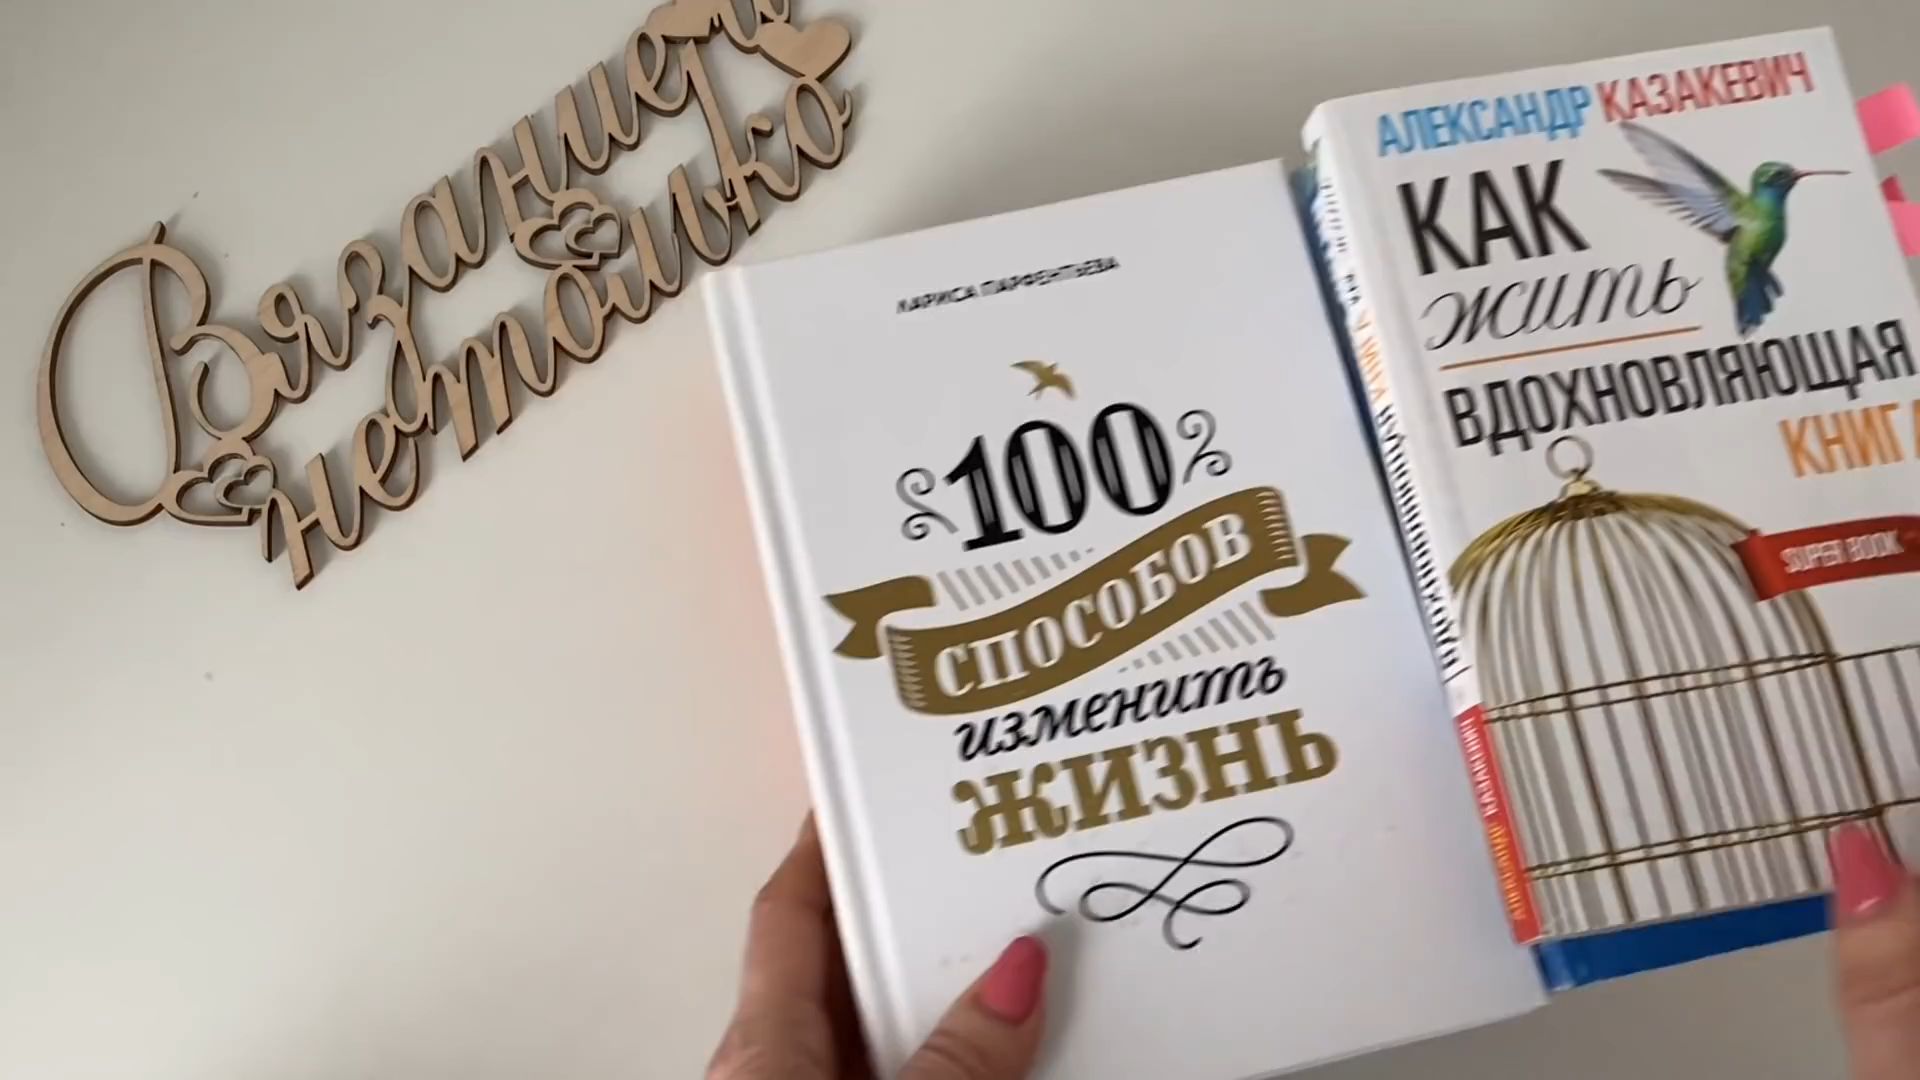 Вязание и
не только
ЛАРИСА ПАРФЕНТЬЕВА
100
СПОСОБОВ
изменить
ЖИЗНЬ
АЛЕКСАНДР КАЗАКЕВИЧ
КАК
жить
ВДОХНОВЛЯЮЩАЯ
КНИГА
SUPER BOOK